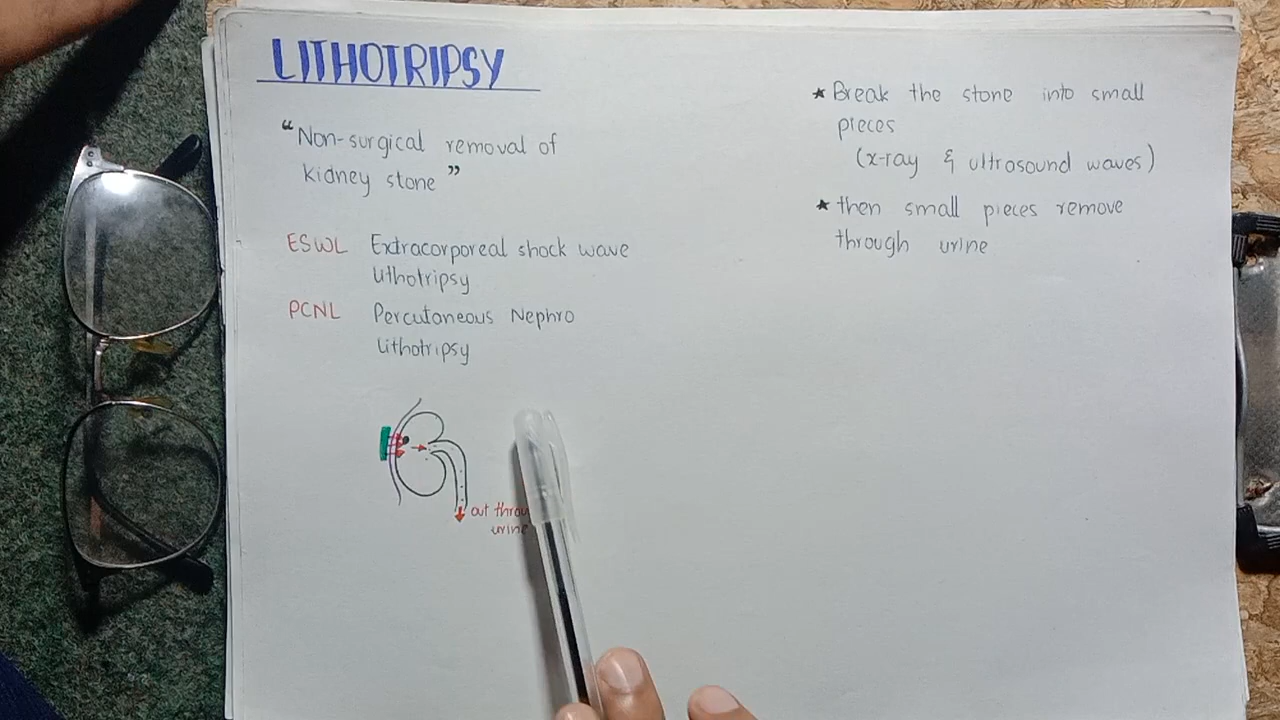 LITHOTRIPSY
"Non-surgical removal of
kidney stone"
ESWL Extracorporeal shock wave
Lithotripsy
PCNL Percutaneous Nephro
Lithotripsy
out throu
urine
★ Break the stone into small
pieces
(x-ray & ultrasound waves)
★ then small pieces remove
through urine